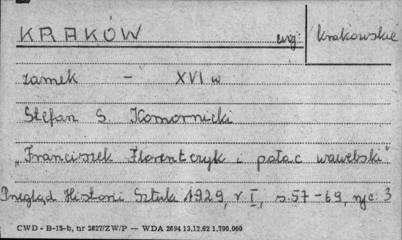 KRAKÓW woj: krakowskie
zamek - XVI w
Stefan S. Komornicki
„Franciszek Florentczyk i pałac wawelski"
Przegląd Historii Sztuki 1929, r I, s. 57-69, ryc: 3
CWD - B-15-b, nr 2827/ZW/P — WDA 2694 13.12.62 1.700.000